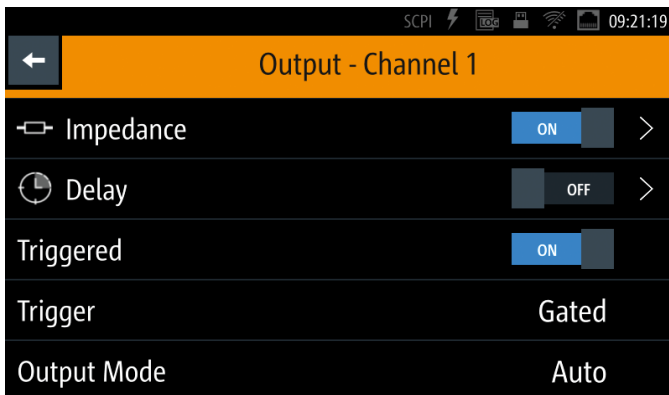 SCPI LOG 09:21:19
Output - Channel 1
Impedance ON
Delay OFF
Triggered ON
Trigger Gated
Output Mode Auto